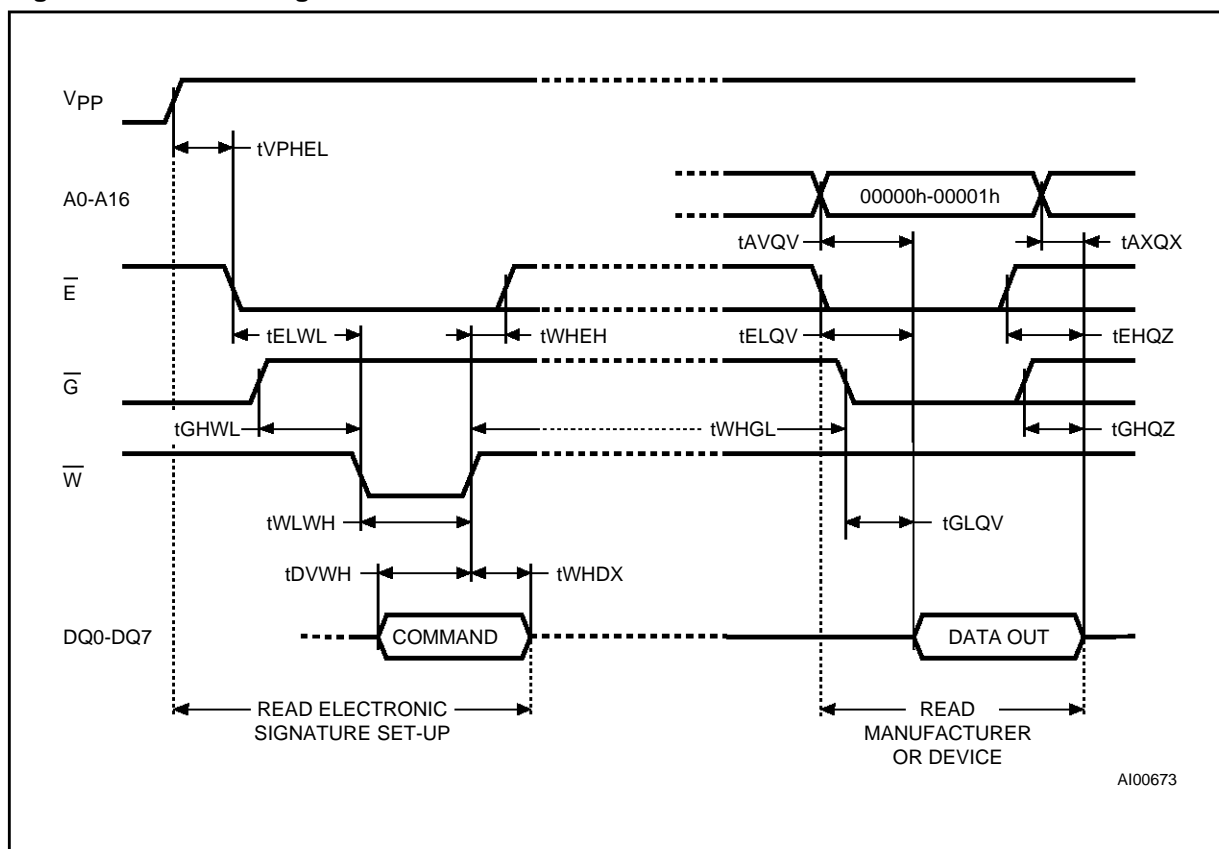 VPP
tVPHEL
A0-A16
00000h-00001h
tAVQV
tAXQX
E
tELWL
tWHEH
tELQV
tEHQZ
G
tGHWL
tWHGL
tGHQZ
W
tWLWH
tGLQV
tDVWH
tWHDX
DQ0-DQ7
COMMAND
DATA OUT
READ ELECTRONIC
SIGNATURE SET-UP
READ
MANUFACTURER
OR DEVICE
AI00673